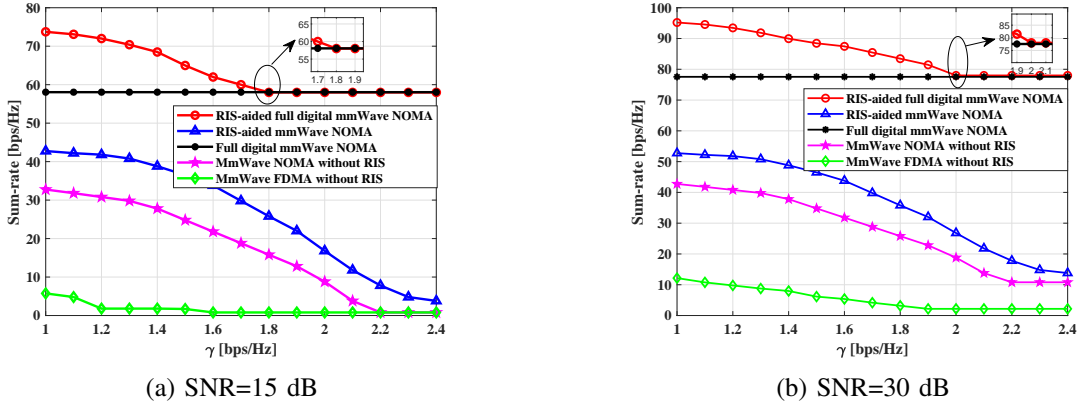 80
70
60
50
40
30
20
10
0
Sum-rate [bps/Hz]
65
60
55
1.7 1.8 1.9
RIS-aided full digital mmWave NOMA
RIS-aided mmWave NOMA
Full digital mmWave NOMA
MmWave NOMA without RIS
MmWave FDMA without RIS
1 1.2 1.4 1.6 1.8 2 2.2 2.4
γ [bps/Hz]
(a) SNR=15 dB
100
90
80
70
60
50
40
30
20
10
0
Sum-rate [bps/Hz]
85
80
75
1.9 2 2.1
RIS-aided full digital mmWave NOMA
RIS-aided mmWave NOMA
Full digital mmWave NOMA
MmWave NOMA without RIS
MmWave FDMA without RIS
1 1.2 1.4 1.6 1.8 2 2.2 2.4
γ [bps/Hz]
(b) SNR=30 dB